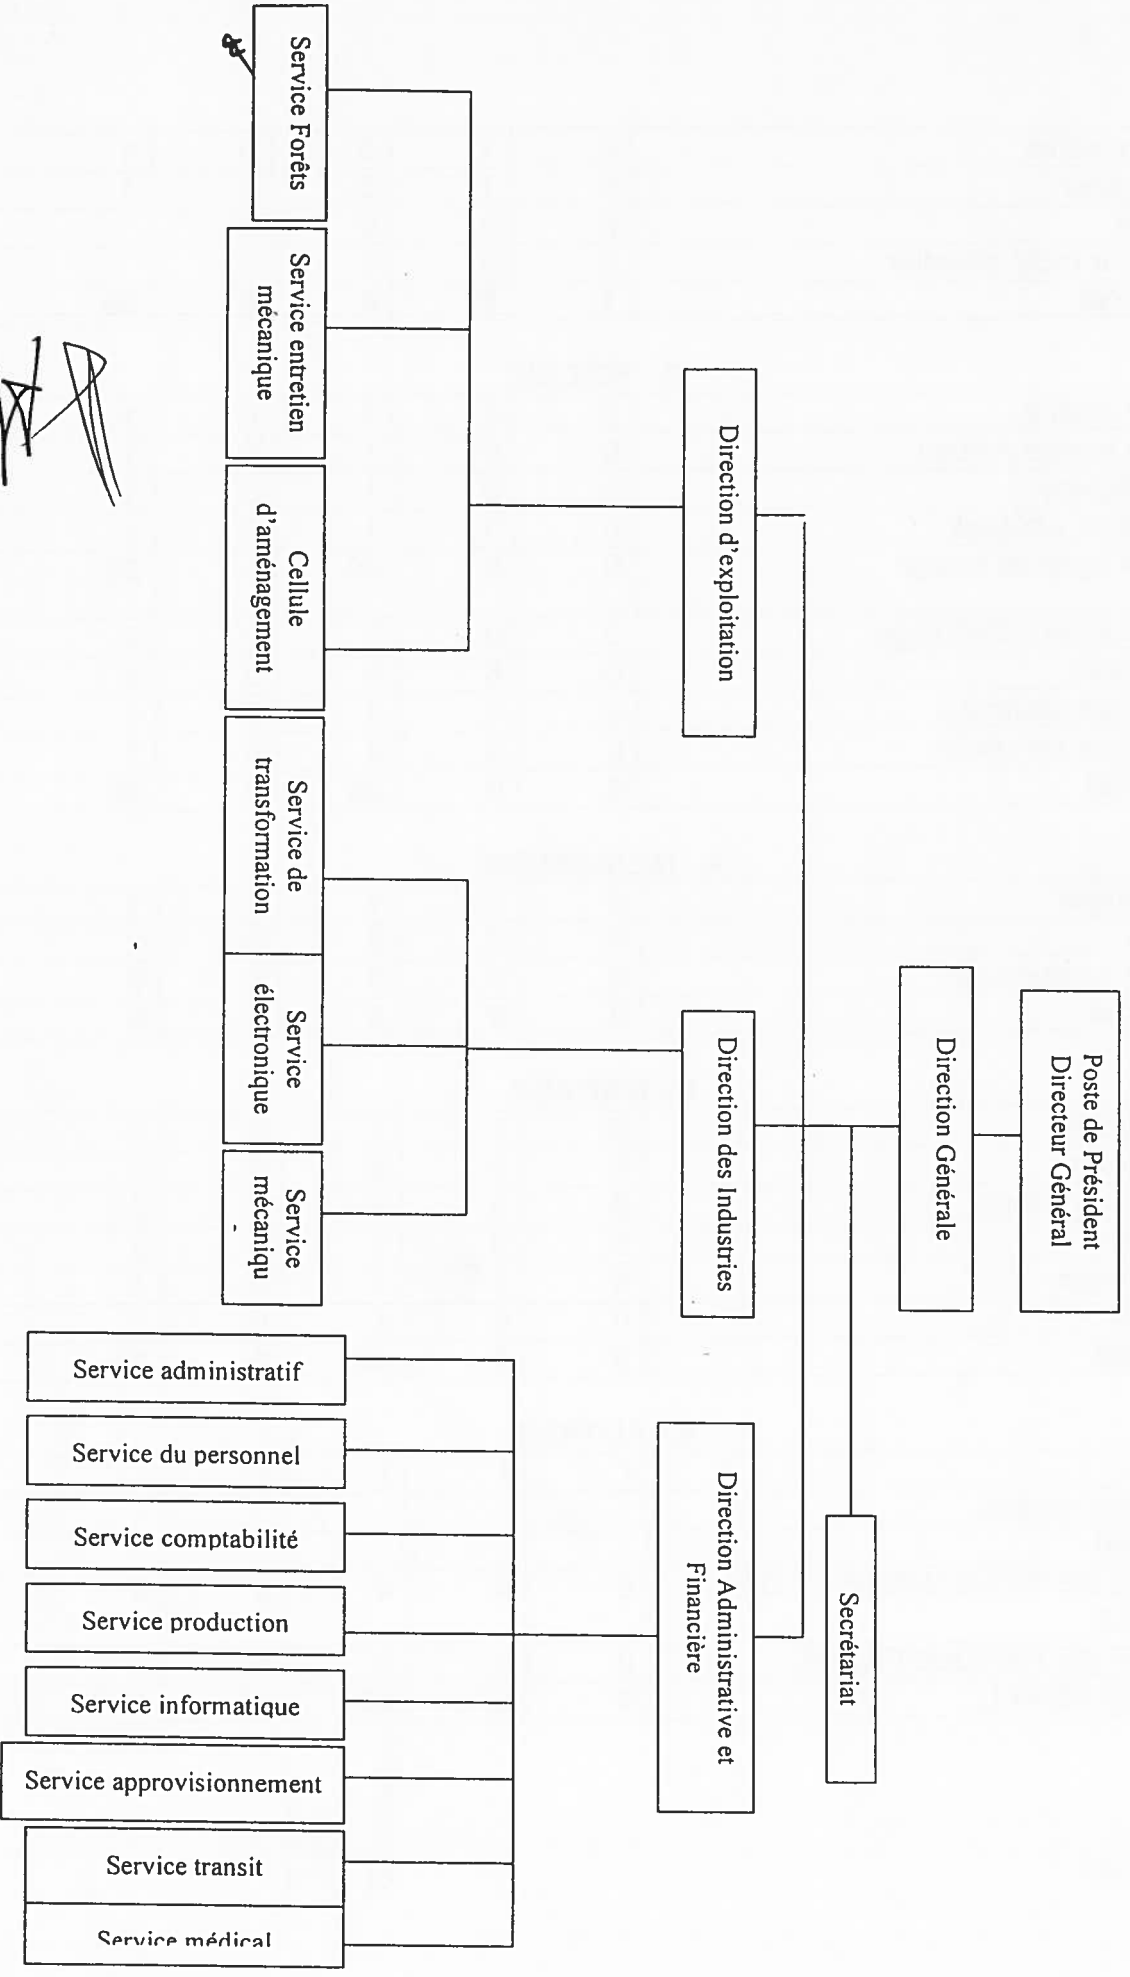 Poste de Président
Directeur Général
Direction Générale
Secrétariat
Direction d'exploitation
Direction des Industries
Direction Administrative et
Financière
Service Forêts
Service entretien
mécanique
Cellule
d'aménagement
Service de
transformation
Service
électronique
Service
mécaniqu
Service administratif
Service du personnel
Service comptabilité
Service production
Service informatique
Service approvisionnement
Service transit
Service médical